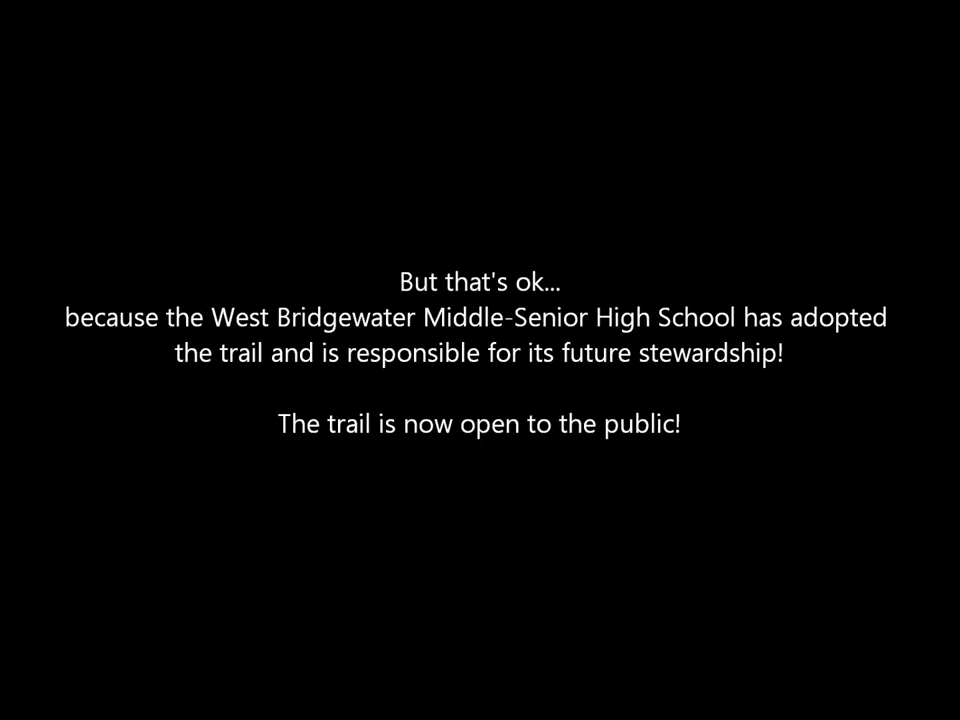 But that's ok...
because the West Bridgewater Middle-Senior High School has adopted
the trail and is responsible for its future stewardship!
The trail is now open to the public!